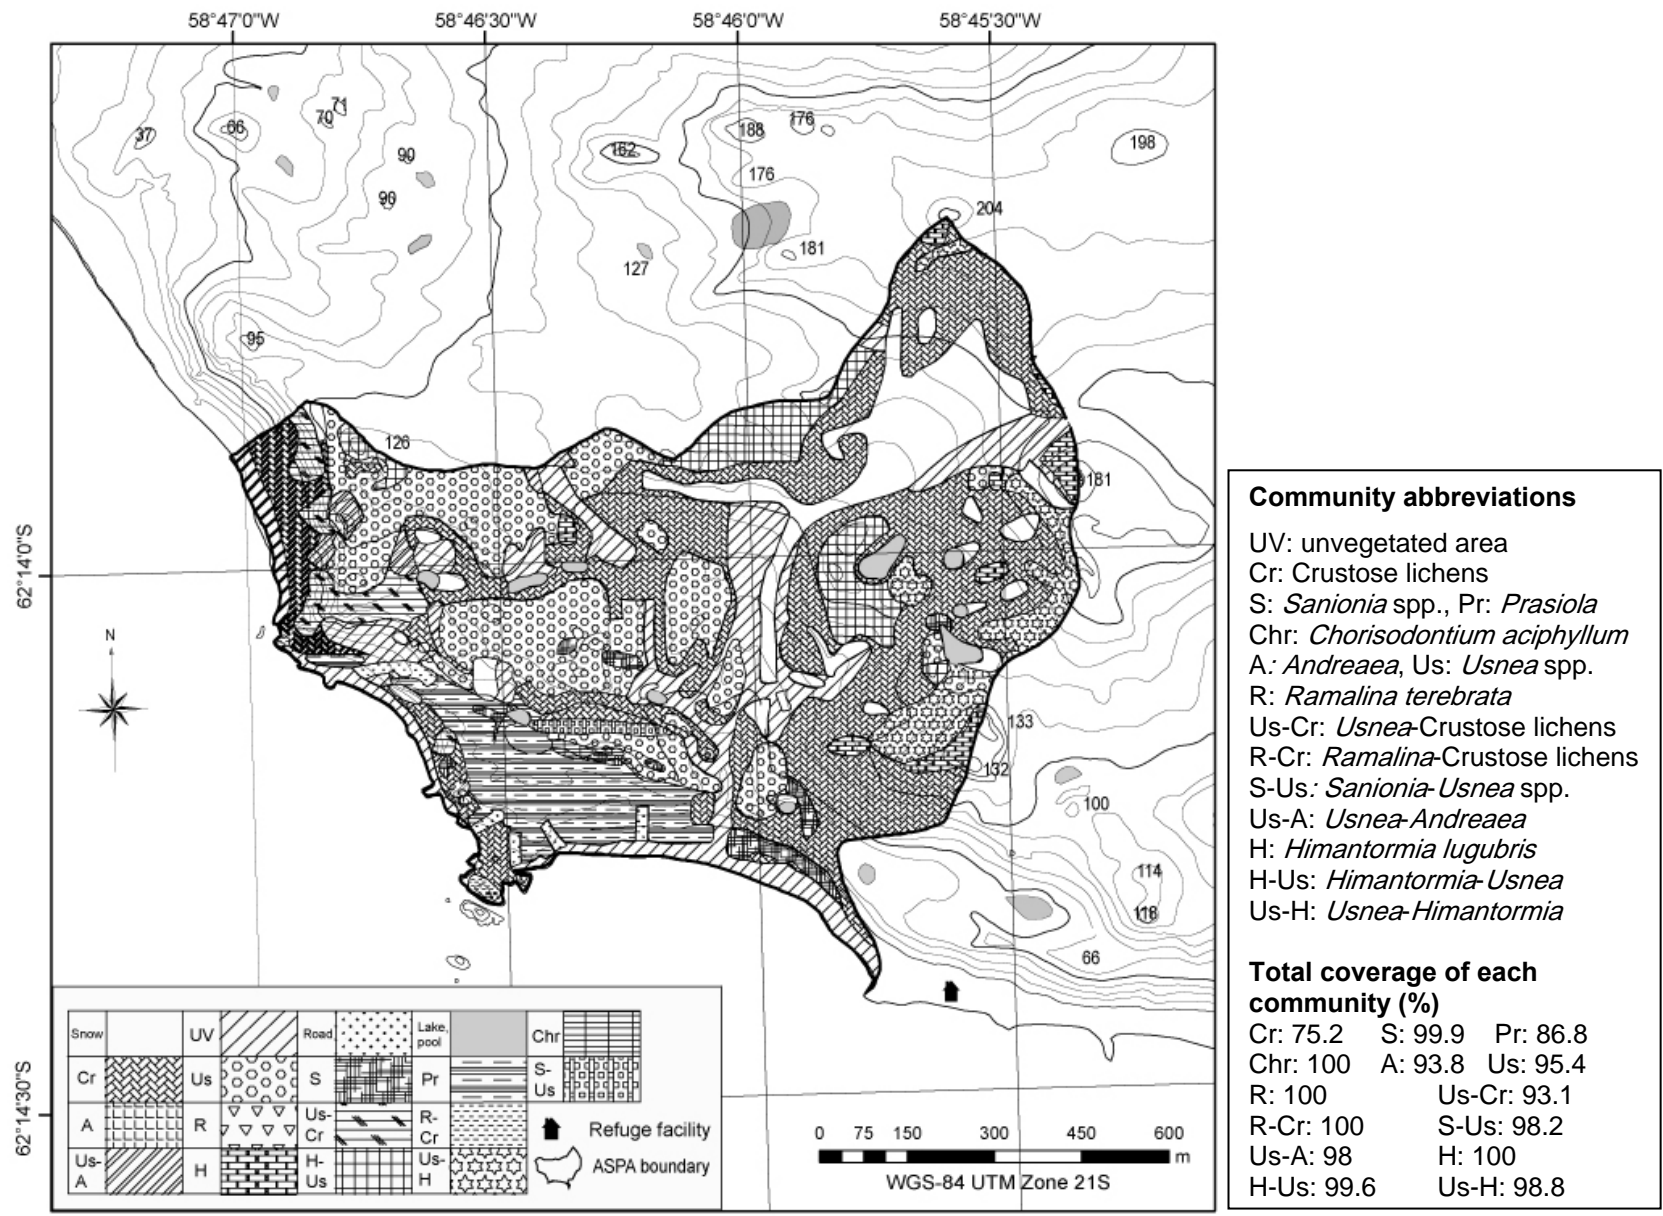 58°47'0"W 58°46'30"W 58°46'0"W 58°45'30"W
71
70
66
37
90
90
162
188
176
198
176
204
181
127
95
126
181
62°14'0"S
N
133
132
100
114
118
66
62°14'30"S
Snow UV Road Lake, pool Chr
Cr Us S Pr S-Us
A R Us-Cr R-Cr
Us-A H H-Us Us-H
Refuge facility
ASPA boundary
0 75 150 300 450 600
m
WGS-84 UTM Zone 21S
Community abbreviations
UV: unvegetated area
Cr: Crustose lichens
S: Sanionia spp., Pr: Prasiola
Chr: Chorisodontium aciphyllum
A: Andreaea, Us: Usnea spp.
R: Ramalina terebrata
Us-Cr: Usnea-Crustose lichens
R-Cr: Ramalina-Crustose lichens
S-Us: Sanionia-Usnea spp.
Us-A: Usnea-Andreaea
H: Himantormia lugubris
H-Us: Himantormia-Usnea
Us-H: Usnea-Himantormia
Total coverage of each
community (%)
Cr: 75.2 S: 99.9 Pr: 86.8
Chr: 100 A: 93.8 Us: 95.4
R: 100 Us-Cr: 93.1
R-Cr: 100 S-Us: 98.2
Us-A: 98 H: 100
H-Us: 99.6 Us-H: 98.8